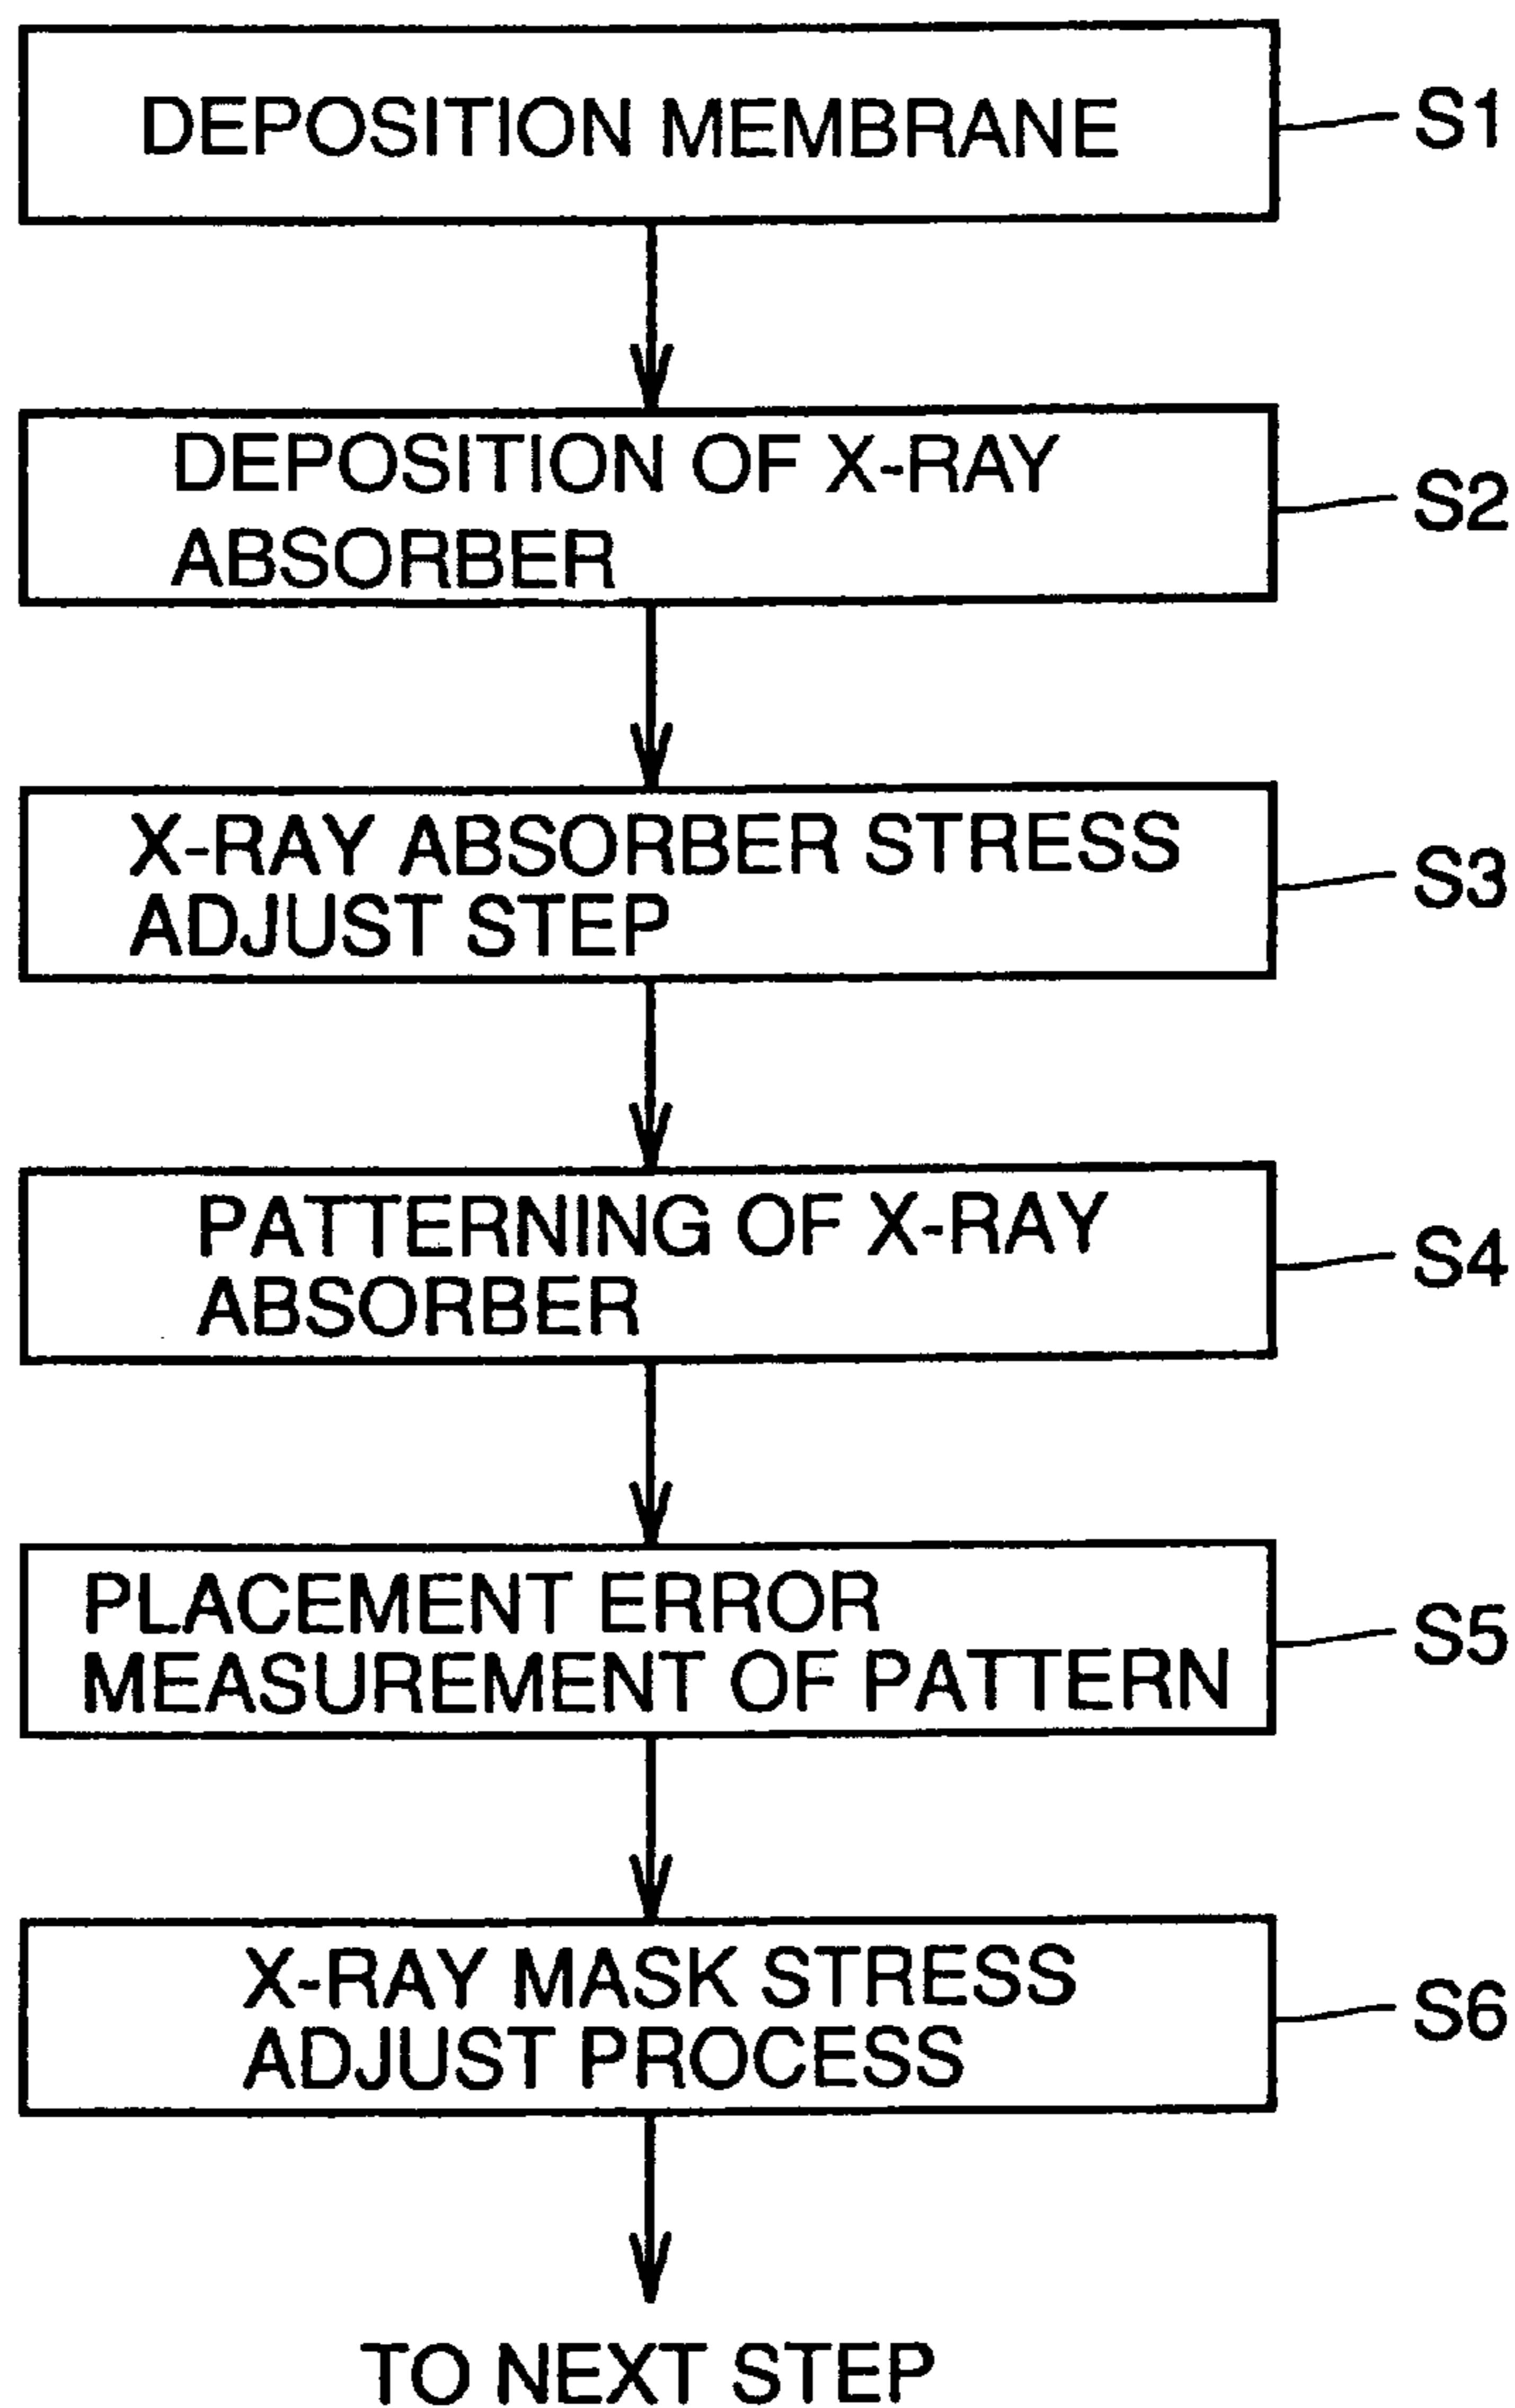 DEPOSITION MEMBRANE
S1
DEPOSITION OF X-RAY
ABSORBER
S2
X-RAY ABSORBER STRESS
ADJUST STEP
S3
PATTERNING OF X-RAY
ABSORBER
S4
PLACEMENT ERROR
MEASUREMENT OF PATTERN
S5
X-RAY MASK STRESS
ADJUST PROCESS
S6
TO NEXT STEP